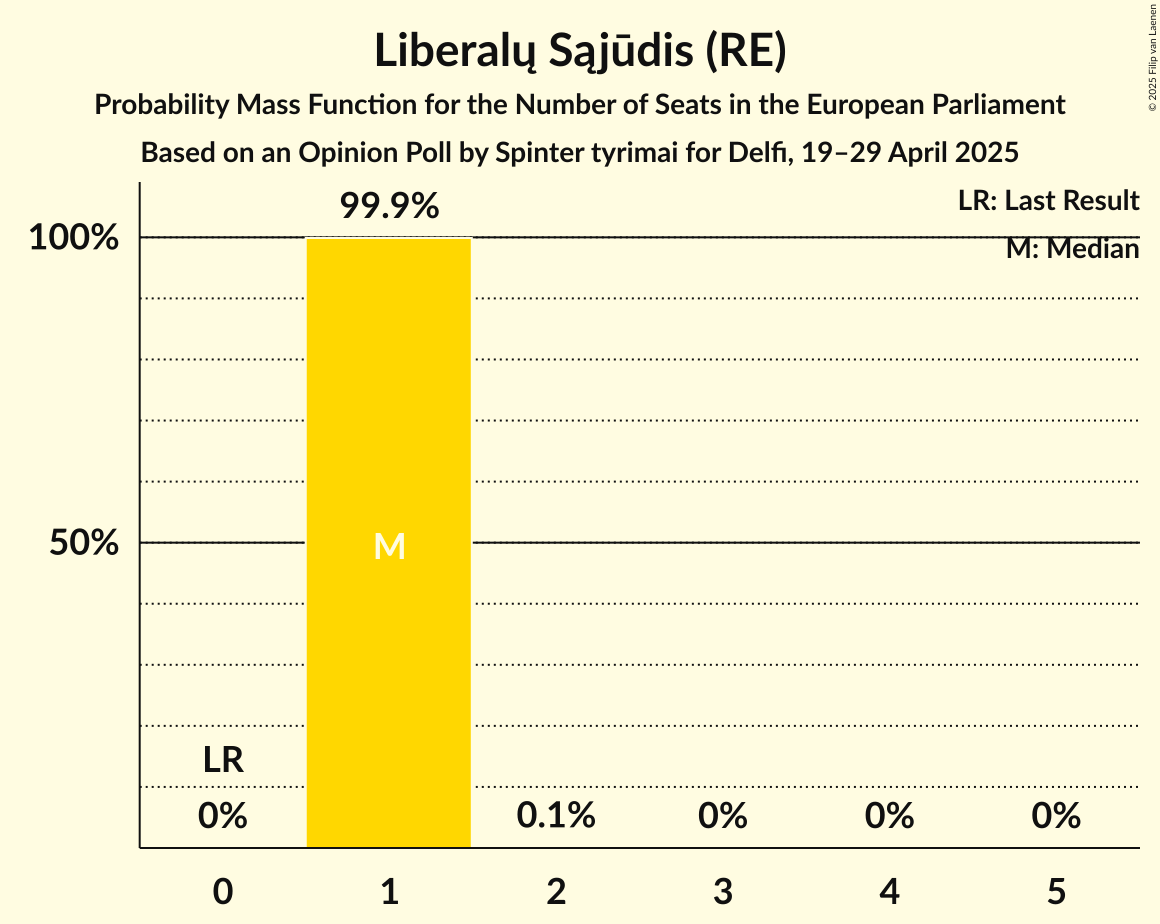 Liberalų Sąjūdis (RE)
Probability Mass Function for the Number of Seats in the European Parliament
Based on an Opinion Poll by Spinter tyrimai for Delfi, 19–29 April 2025
© 2025 Filip van Laenen
LR: Last Result
M: Median
99.9%
100%
50%
M
LR
0%
0.1%
0%
0%
0%
0
1
2
3
4
5